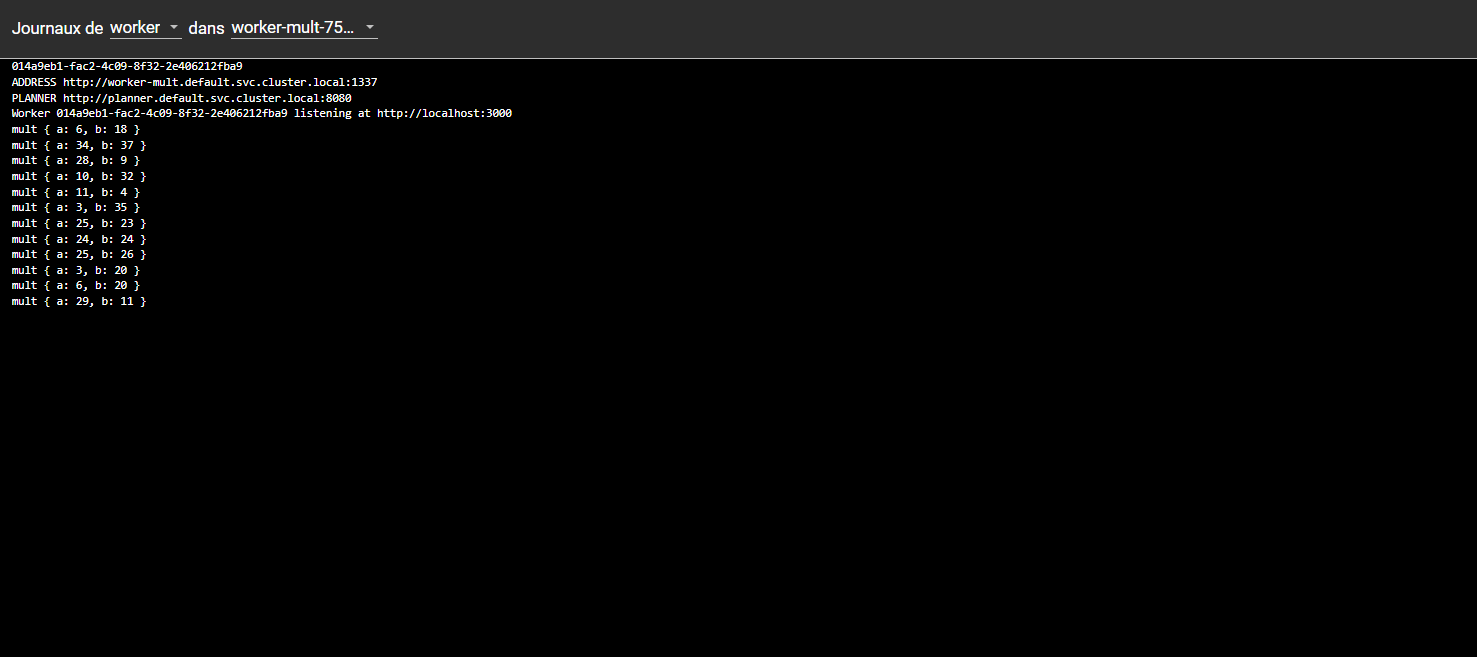 Journaux de worker dans worker-mult-75...
014a9eb1-fac2-4c09-8f32-2e406212fba9
ADDRESS http://worker-mult.default.svc.cluster.local:1337
PLANNER http://planner.default.svc.cluster.local:8080
Worker 014a9eb1-fac2-4c09-8f32-2e406212fba9 listening at http://localhost:3000
mult { a: 6, b: 18 }
mult { a: 34, b: 37 }
mult { a: 28, b: 9 }
mult { a: 10, b: 32 }
mult { a: 11, b: 4 }
mult { a: 3, b: 35 }
mult { a: 25, b: 23 }
mult { a: 24, b: 24 }
mult { a: 25, b: 26 }
mult { a: 3, b: 20 }
mult { a: 6, b: 20 }
mult { a: 29, b: 11 }